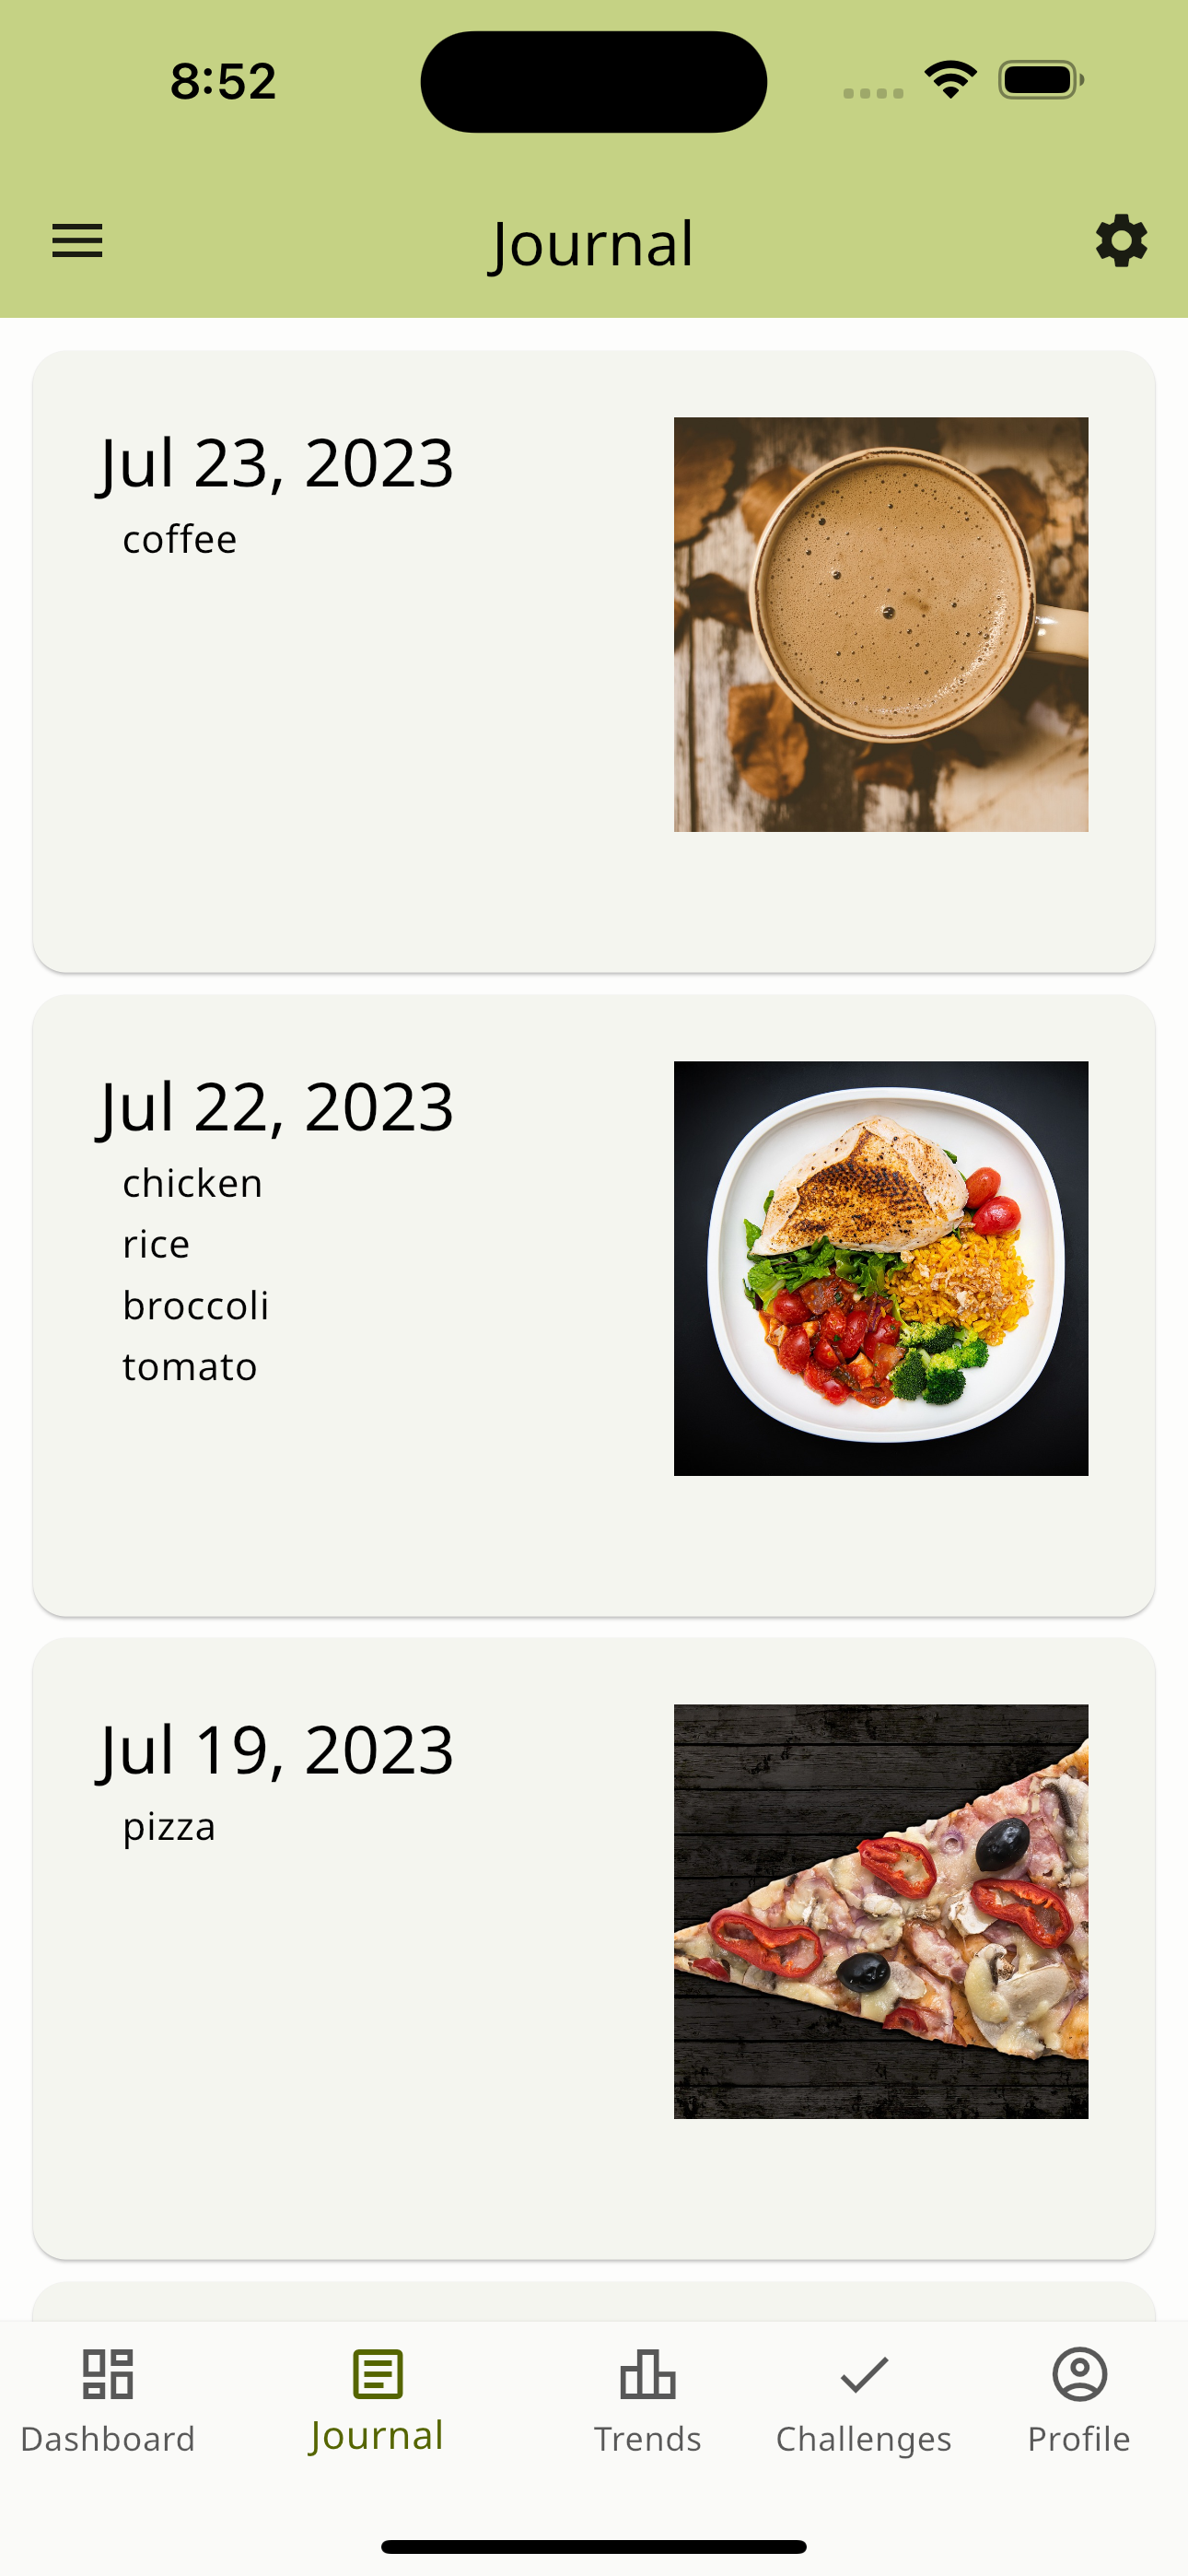 8:52
Journal
Jul 23, 2023
coffee
Jul 22, 2023
chicken
rice
broccoli
tomato
Jul 19, 2023
pizza
Dashboard
Journal
Trends
Challenges
Profile